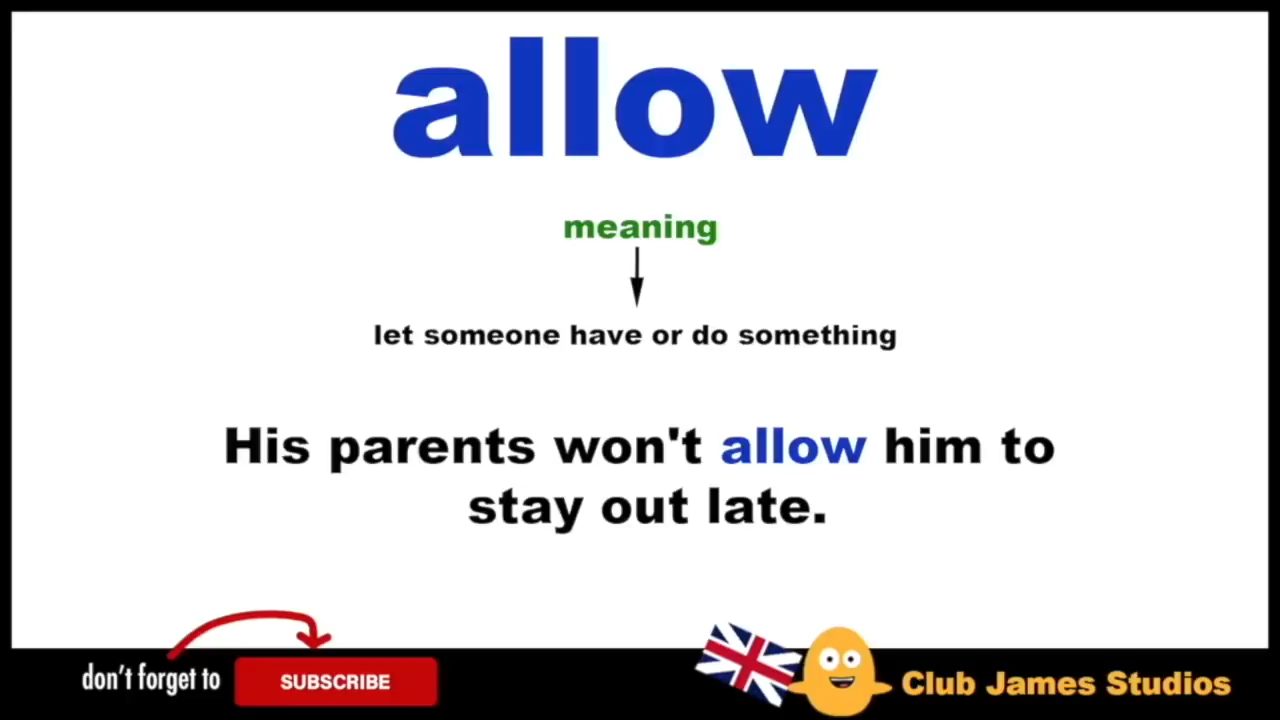 allow
meaning
let someone have or do something
His parents won't allow him to
stay out late.
don't forget to
SUBSCRIBE
Club James Studios